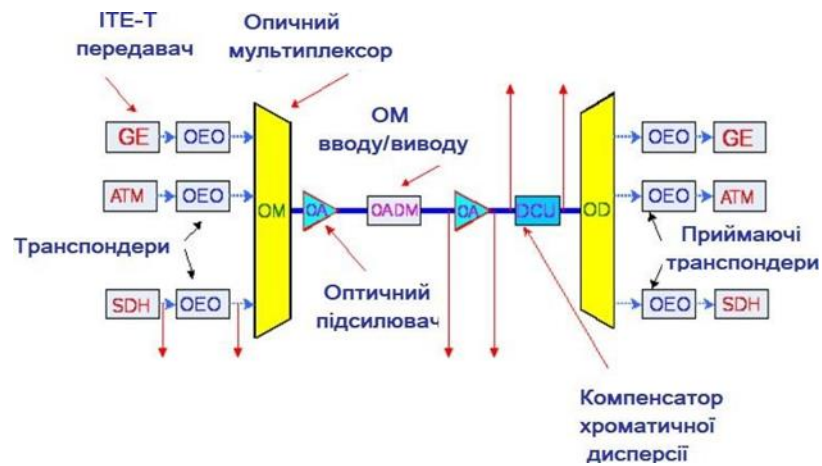 ITE-T
передавач
Опичний
мультиплексор
ОМ
вводу/виводу
GE
OEO
OEO
GE
ATM
OEO
OM
OA
OADM
OA
DCU
OD
OEO
ATM
Транспондери
Приймаючі
транспондери
Оптичний
підсилювач
SDH
OEO
OEO
SDH
Компенсатор
хроматичної
дисперсії